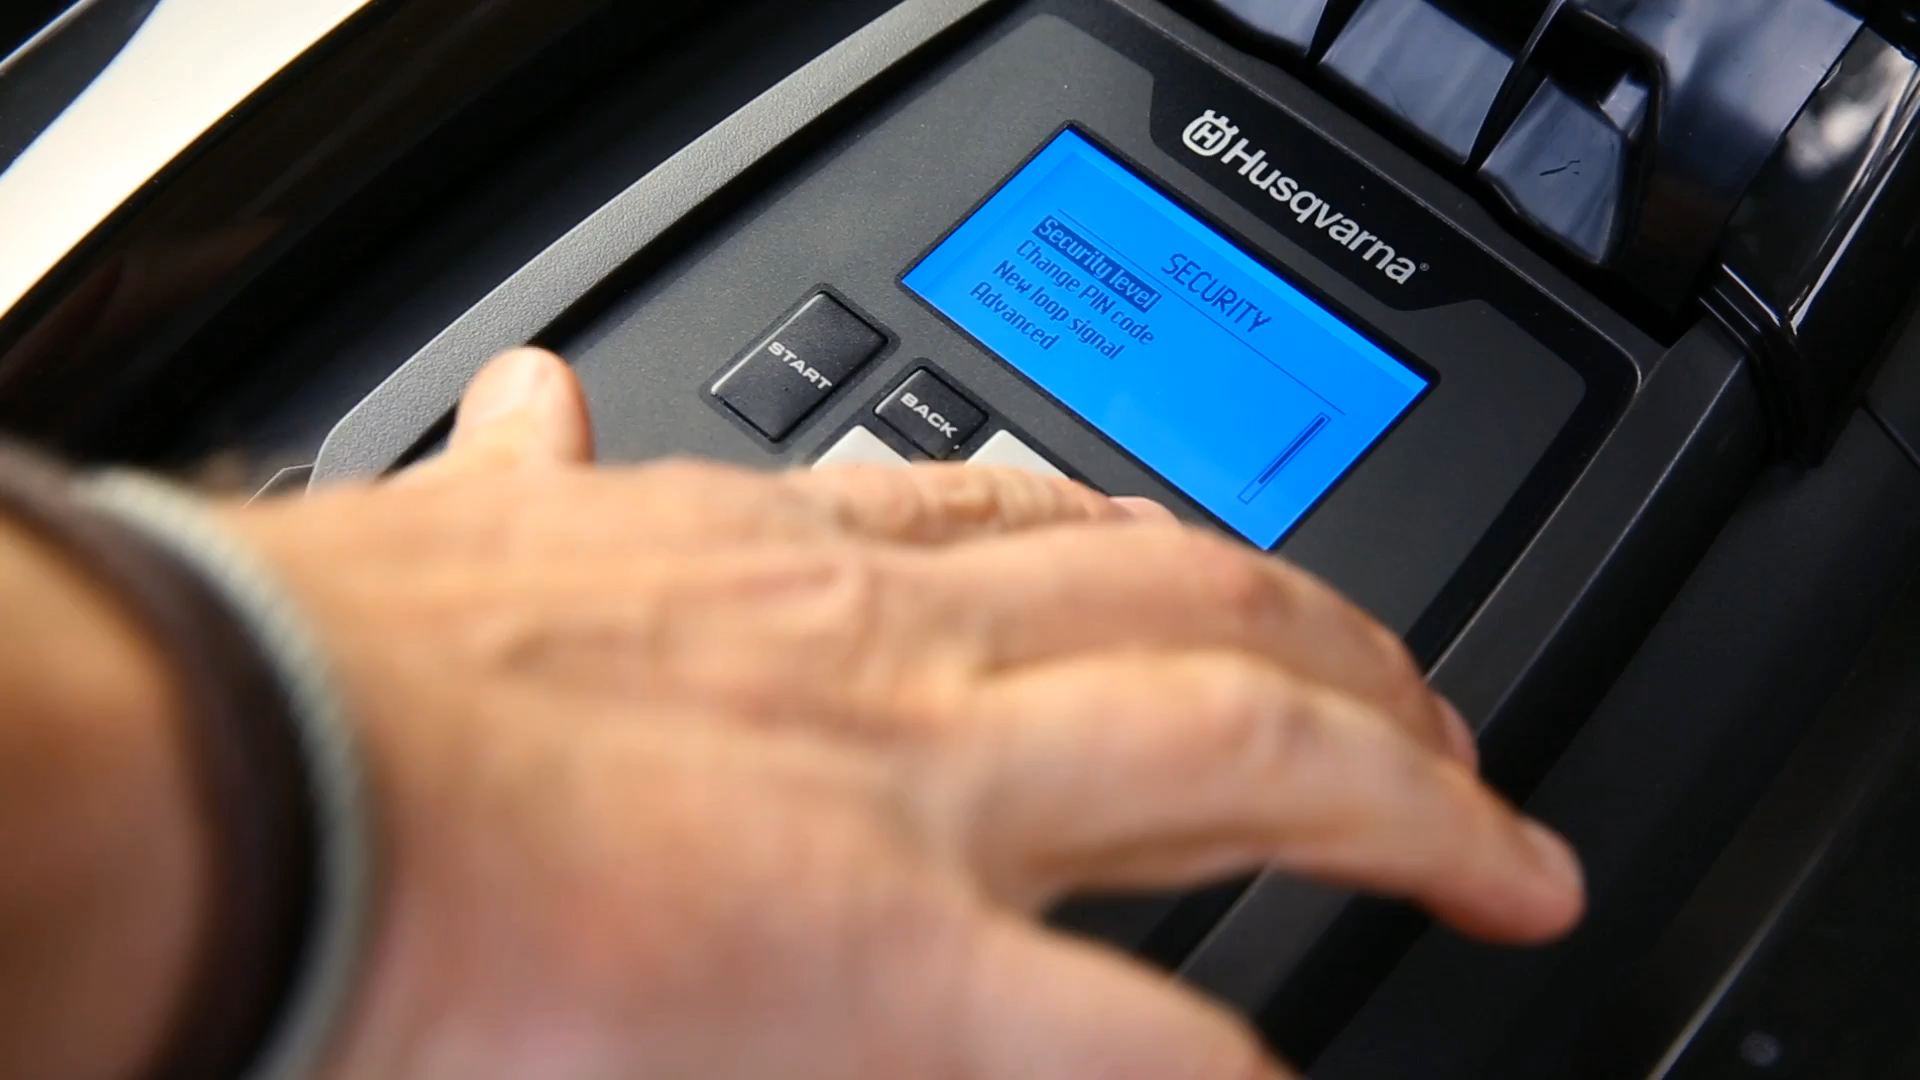 Husqvarna®
SECURITY
Security level
Change PIN code
New loop signal
Advanced
START
BACK